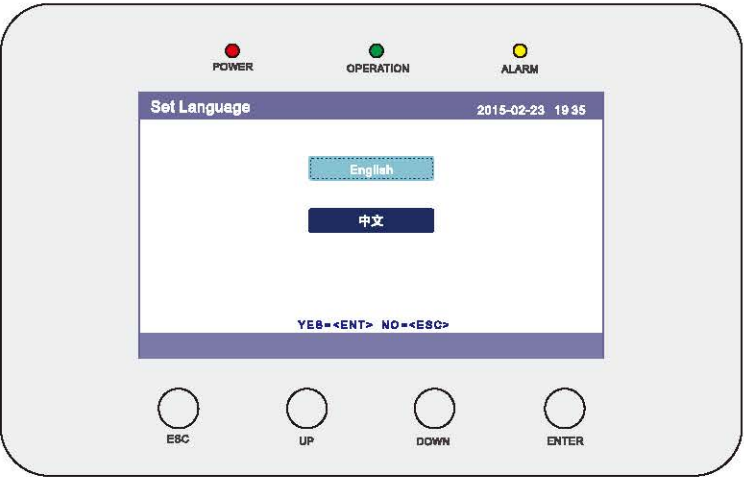 POWER OPERATION ALARM
Set Language 2015-02-23 19 35
English
中文
YES=<ENT> NO=<ESC>
ESC UP DOWN ENTER